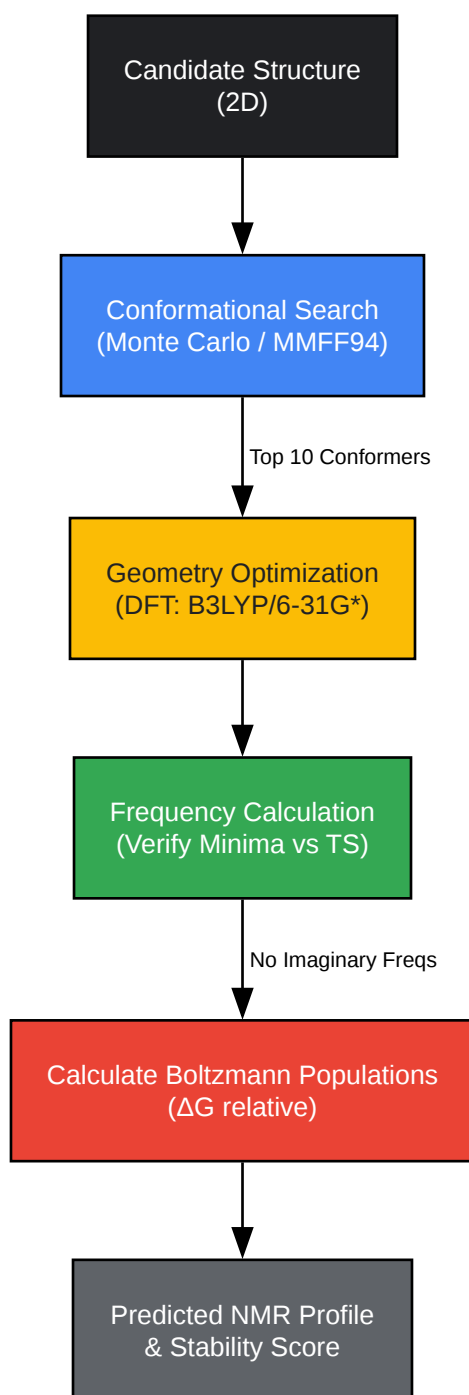 Candidate Structure
(2D)
Conformational Search
(Monte Carlo / MMFF94)
Top 10 Conformers
Geometry Optimization
(DFT: B3LYP/6-31G*)
Frequency Calculation
(Verify Minima vs TS)
No Imaginary Freqs
Calculate Boltzmann Populations
(ΔG relative)
Predicted NMR Profile
& Stability Score